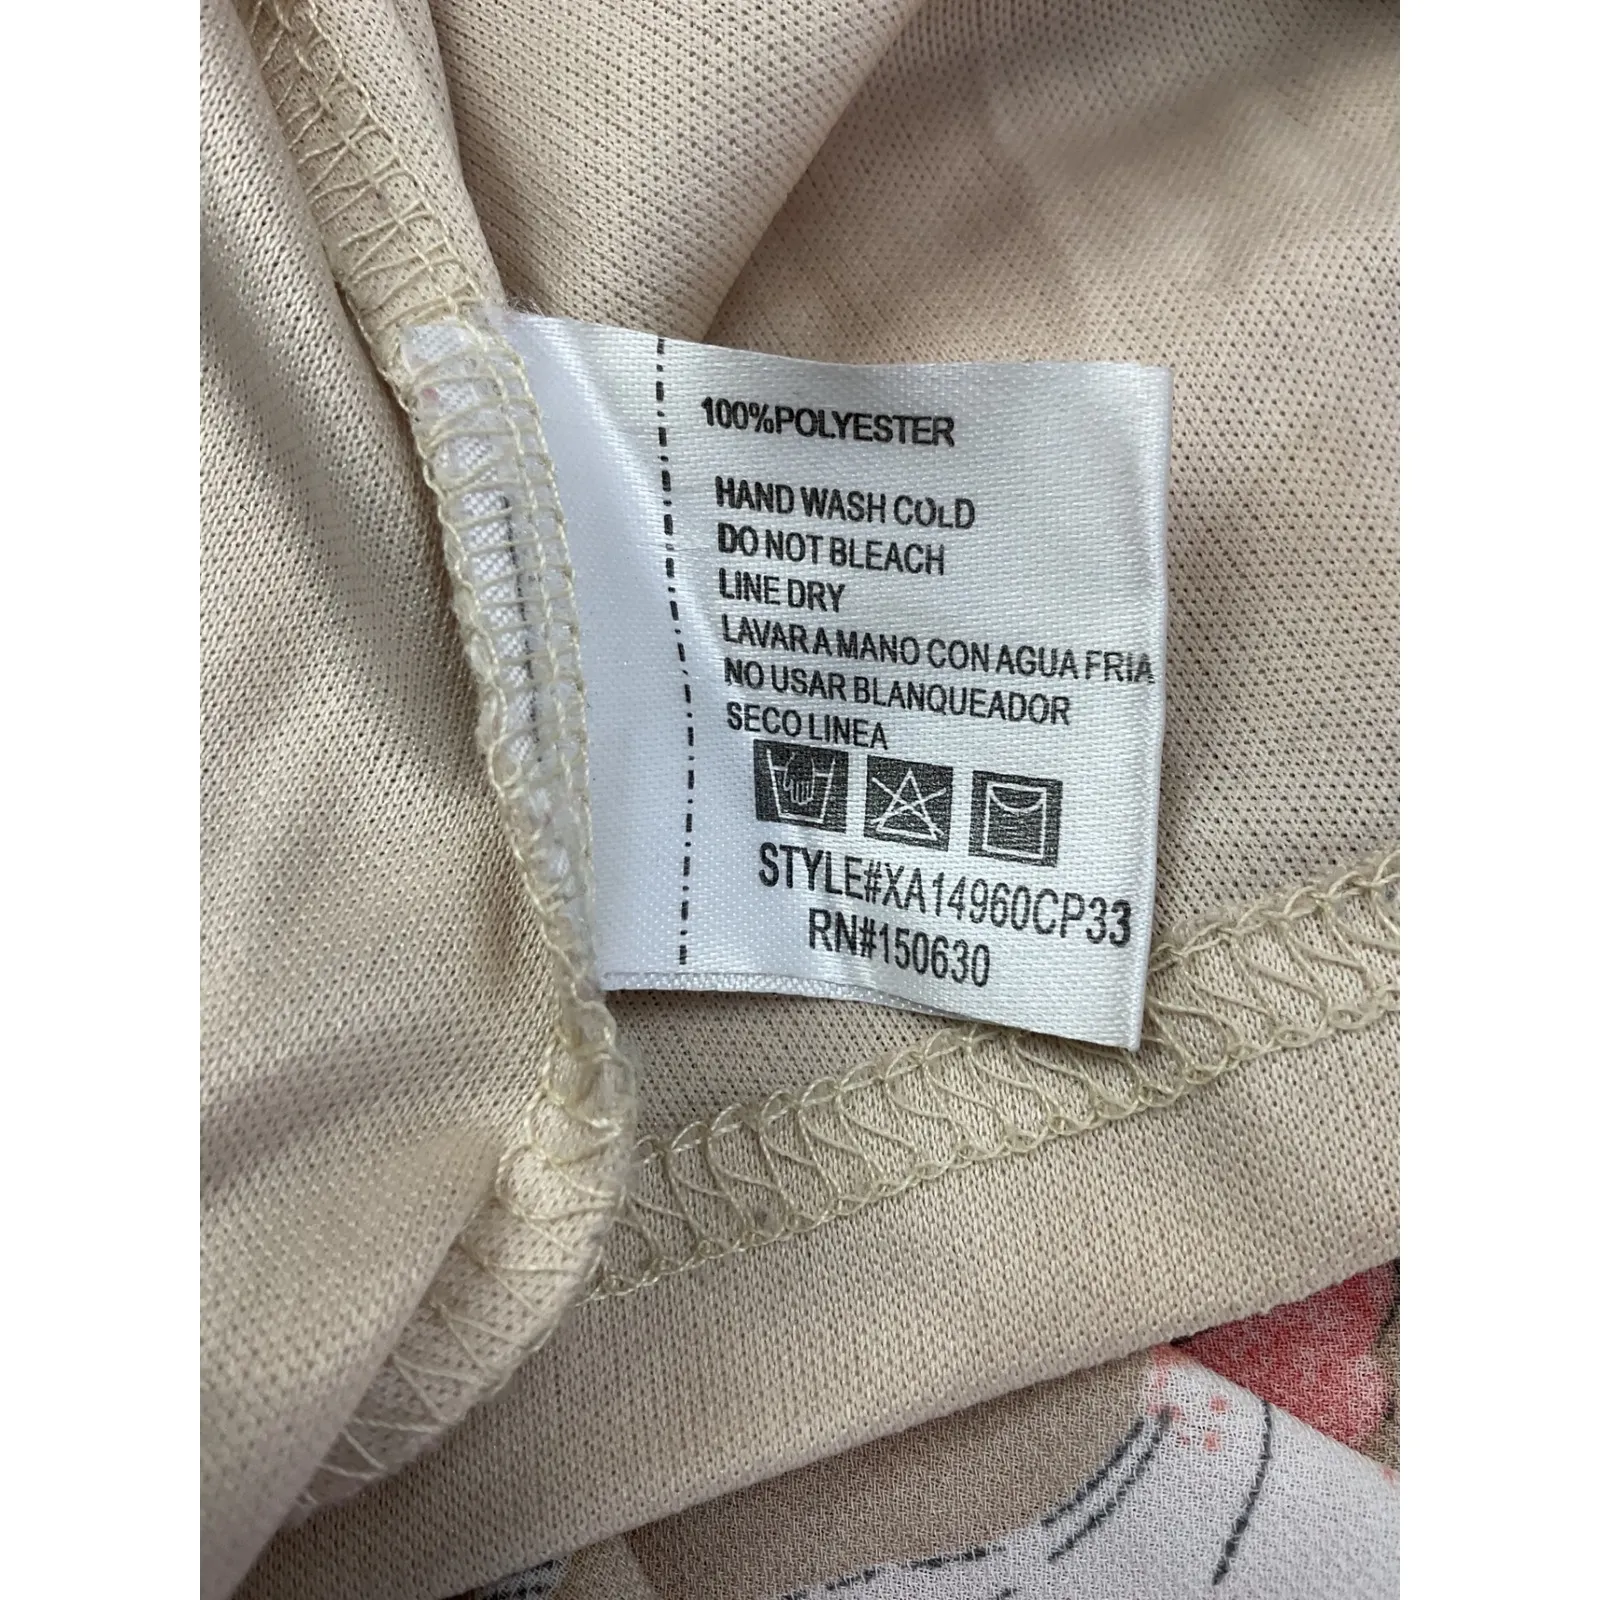 100%POLYESTER
HAND WASH COLD
DO NOT BLEACH
LINE DRY
LAVAR A MANO CON AGUA FRIA
NO USAR BLANQUEADOR
SECO LINEA
STYLE#XA14960CP33
RN#150630